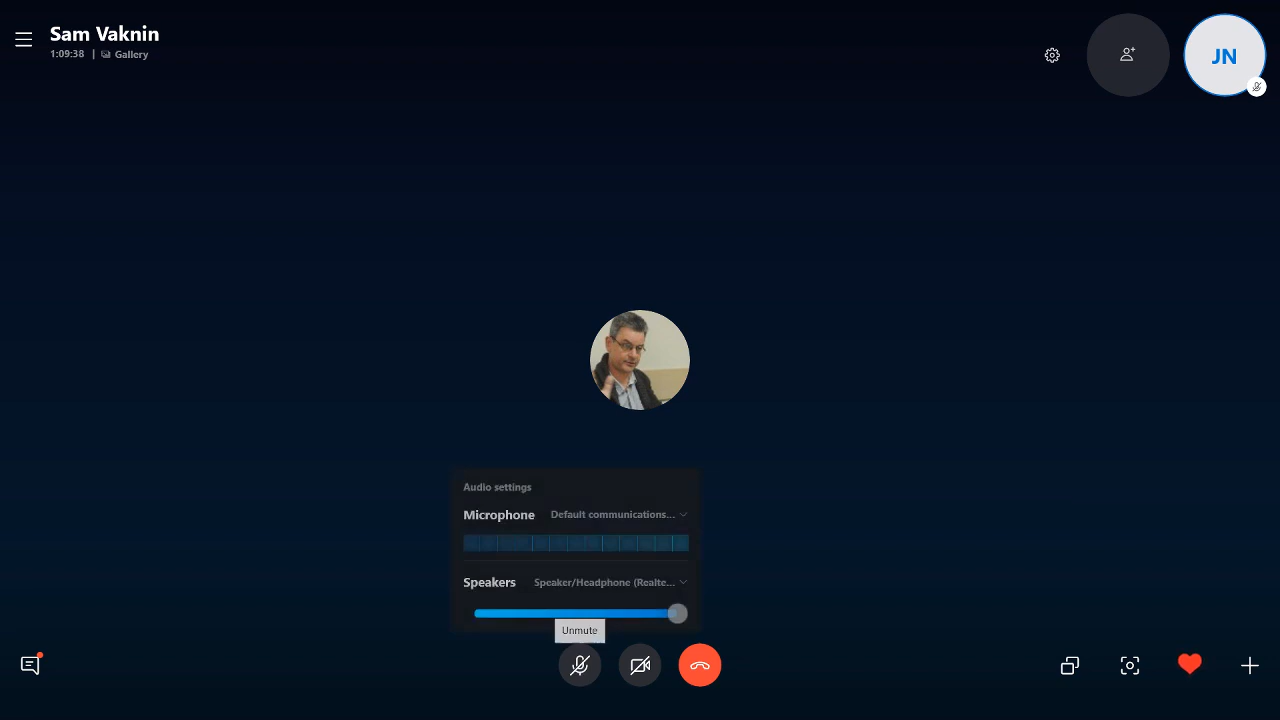 Sam Vaknin
1:09:38 | Gallery
JN
Audio settings
Microphone Default communications...
Speakers Speaker/Headphone (Realte...
Unmute